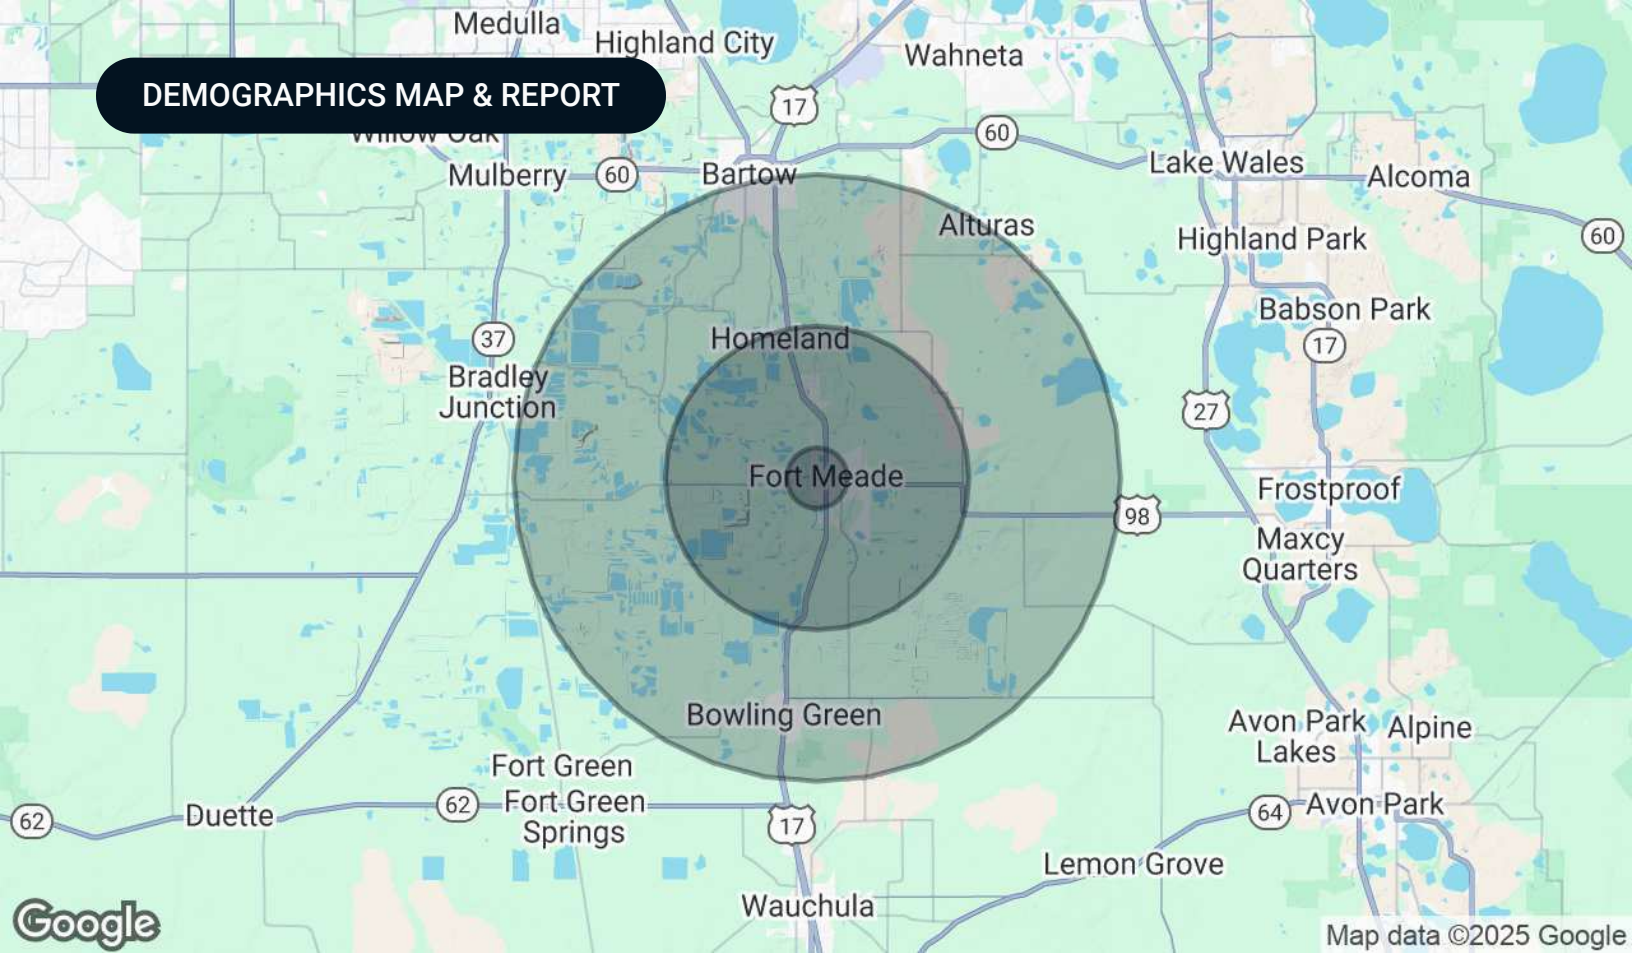 Medulla
Highland City
Wahneta
DEMOGRAPHICS MAP & REPORT
17
60
Willow Oak
Mulberry
60
Bartow
Lake Wales
Alcoma
Alturas
Highland Park
60
Babson Park
Homeland
37
17
Bradley
Junction
27
Fort Meade
Frostproof
98
Maxcy
Quarters
Bowling Green
Avon Park
Lakes
Alpine
Fort Green
62
Fort Green
Springs
Duette
62
17
64
Avon Park
Lemon Grove
Wauchula
Google
Map data ©2025 Google